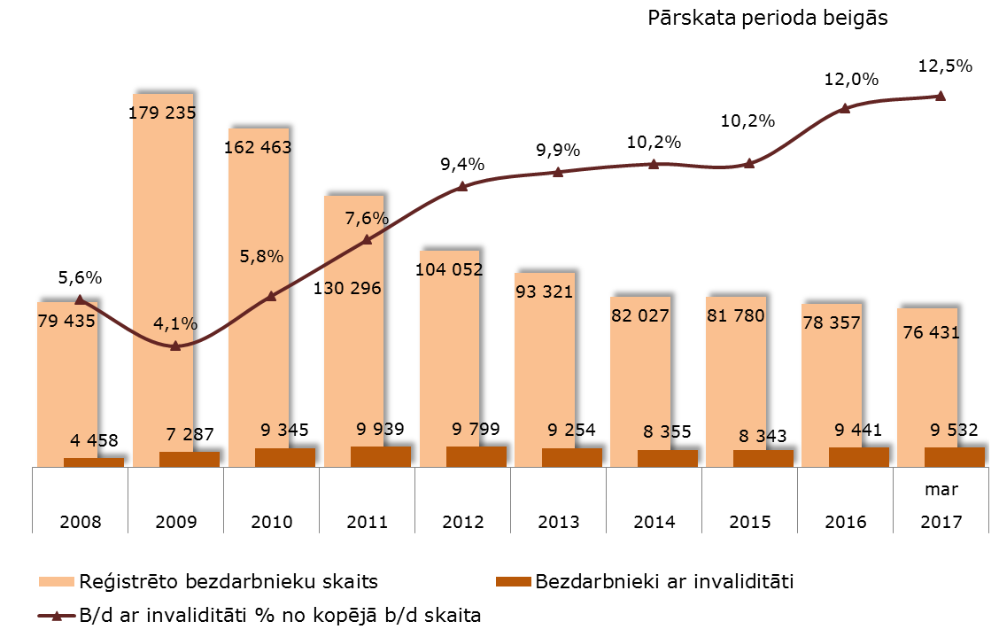 Pārskata perioda beigās
5,6% 4,1% 5,8% 7,6% 9,4% 9,9% 10,2% 10,2% 12,0% 12,5%
79 435 179 235 162 463 130 296 104 052 93 321 82 027 81 780 78 357 76 431
4 458 7 287 9 345 9 939 9 799 9 254 8 355 8 343 9 441 9 532
mar
2008 2009 2010 2011 2012 2013 2014 2015 2016 2017
Reģistrēto bezdarbnieku skaits
Bezdarbnieki ar invaliditāti
B/d ar invaliditāti % no kopējā b/d skaita